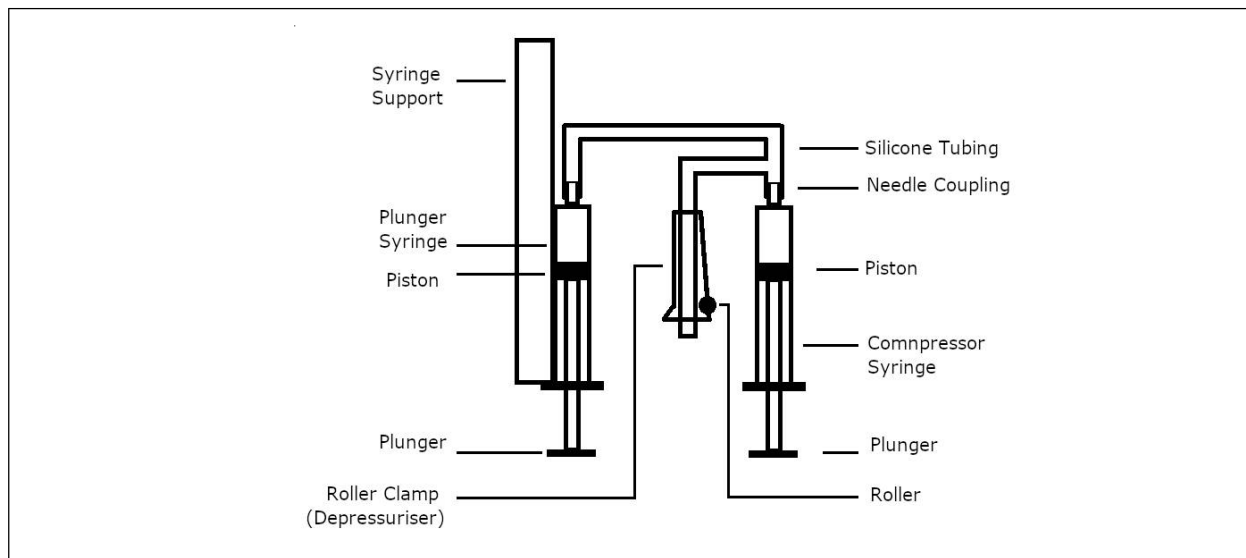 Syringe
Support
Silicone Tubing
Needle Coupling
Plunger
Syringe
Piston
Piston
Comnpressor
Syringe
Plunger
Plunger
Roller Clamp
(Depressuriser)
Roller